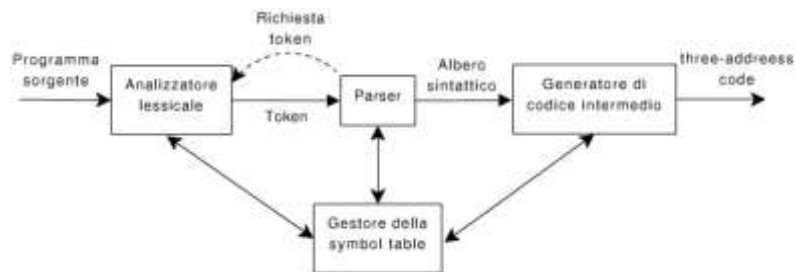 Richiesta
token
Programma
sorgente
Analizzatore
lessicale
Token
Parser
Albero
sintattico
Generatore di
codice intermedio
three-addreess
code
Gestore della
symbol table